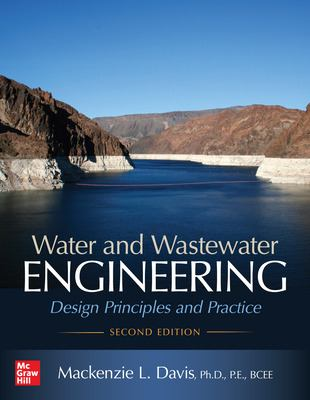 Water and Wastewater
ENGINEERING
Design Principles and Practice
SECOND EDITION
Mc
Graw
Hill
Mackenzie L. Davis, Ph.D., P.E., BCEE